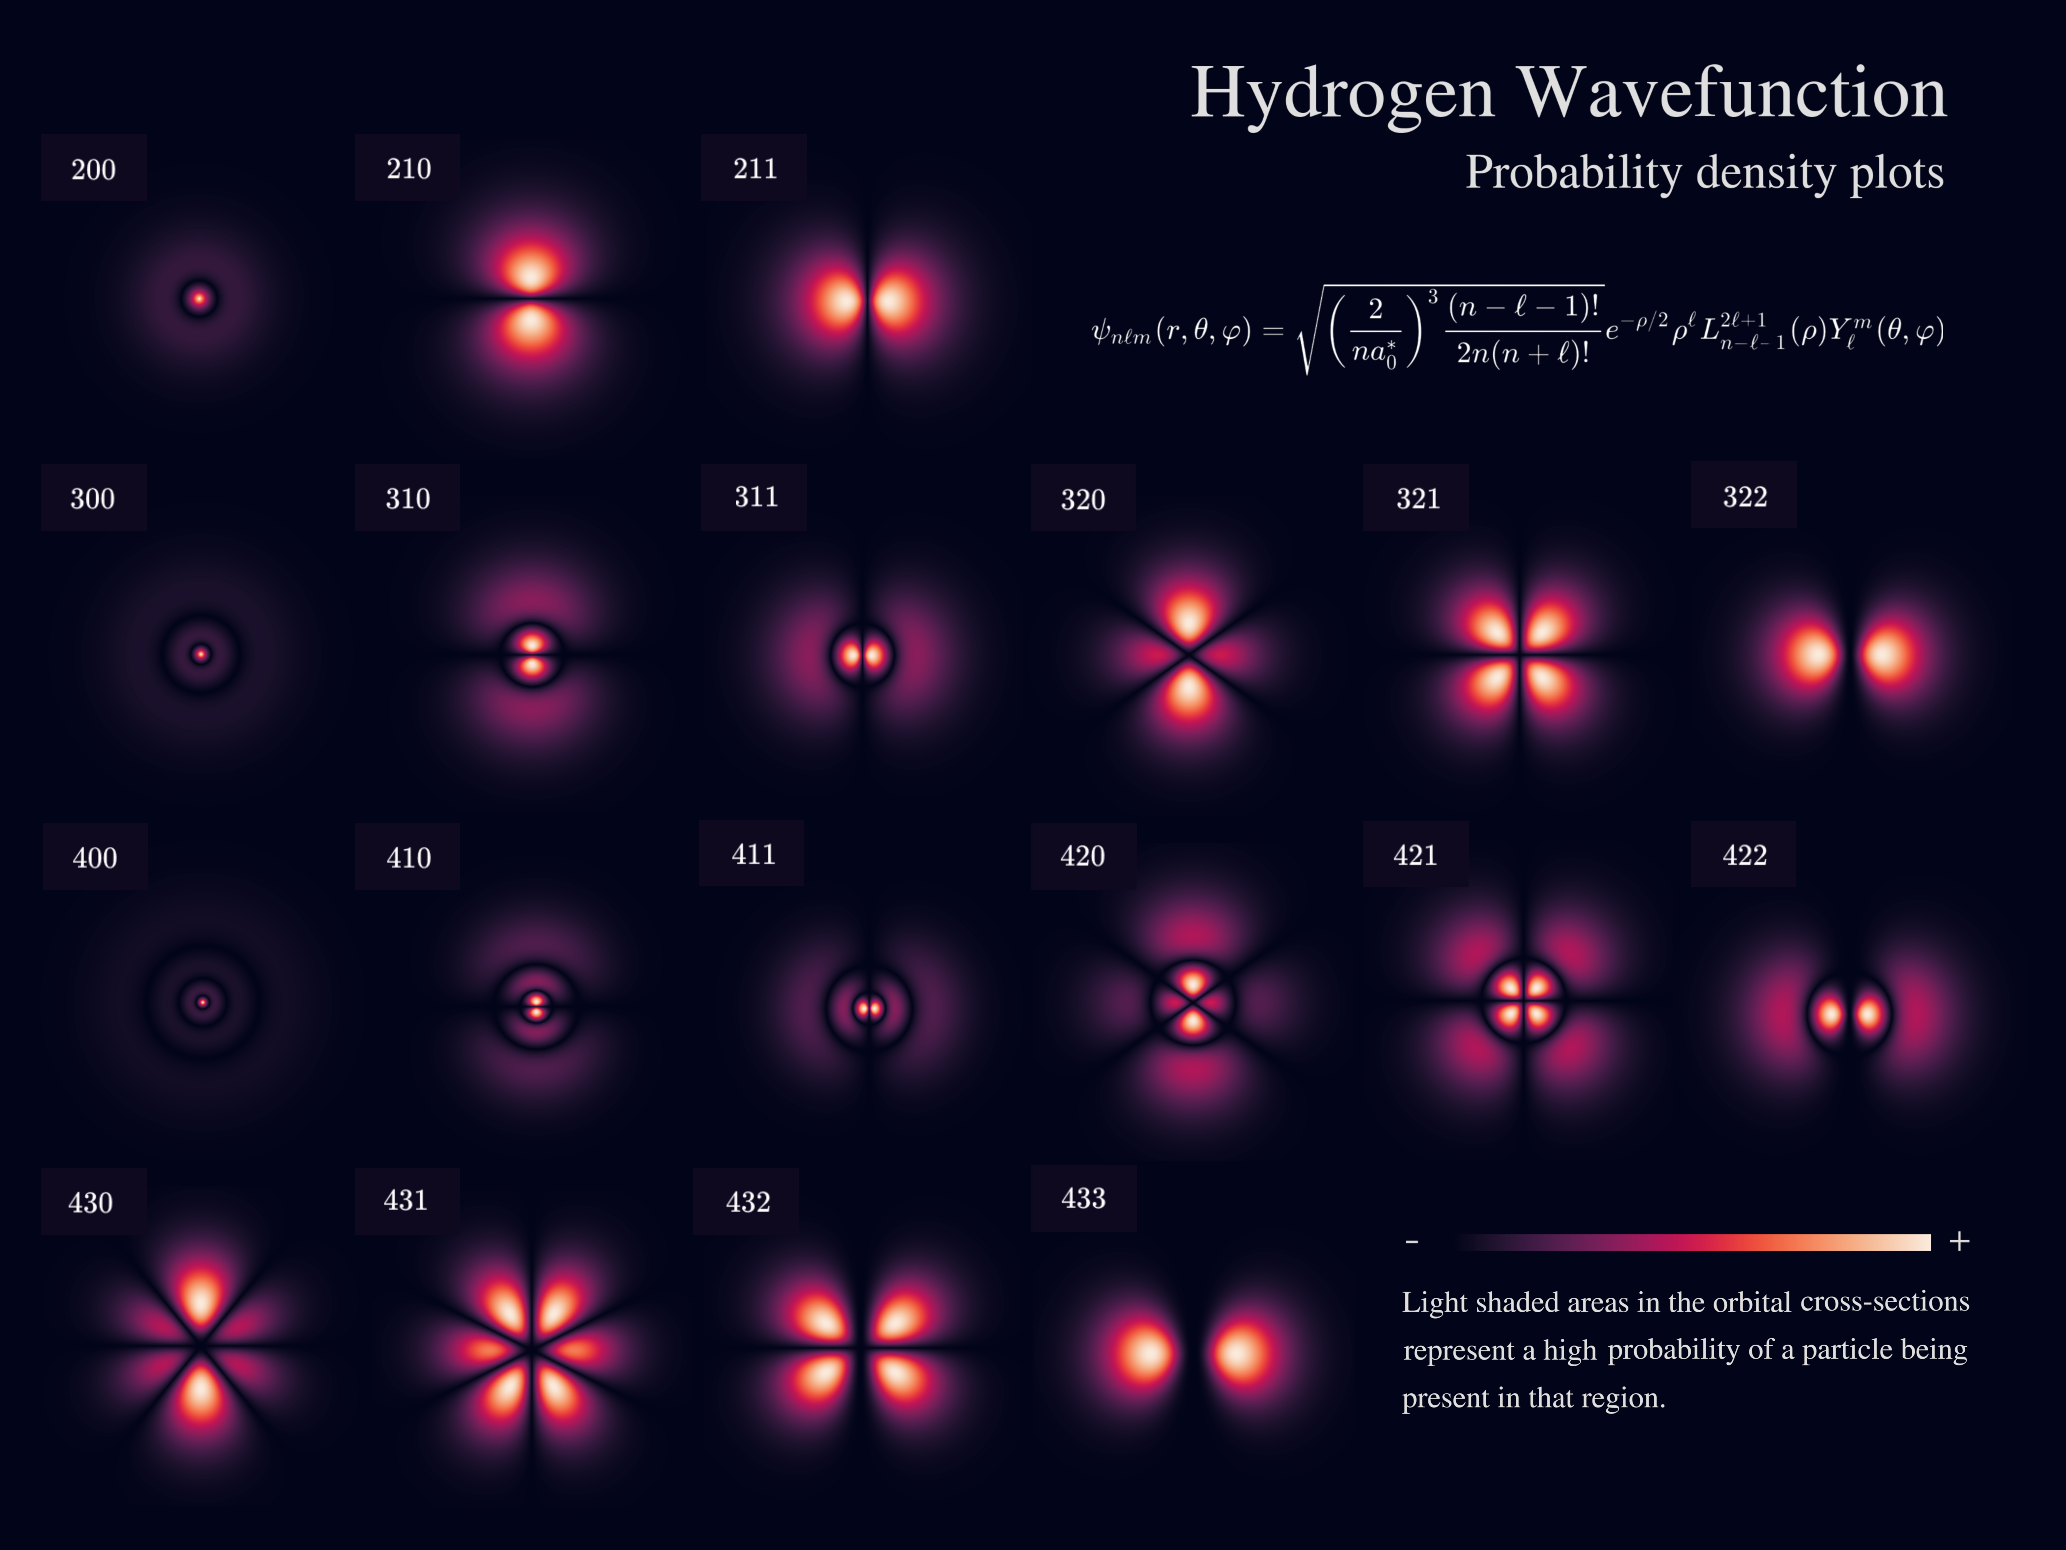 Hydrogen Wavefunction
Probability density plots
200 210 211
ψnℓm(r, θ, φ) = √((2/na₀*)³ (n − ℓ − 1)!/2n(n + ℓ)!) e^−ρ/2 ρ^ℓ L^2ℓ+1_n−ℓ−1(ρ)Y_ℓ^m(θ, φ)
300 310 311 320 321 322
400 410 411 420 421 422
430 431 432 433
- +
Light shaded areas in the orbital cross-sections
represent a high probability of a particle being
present in that region.